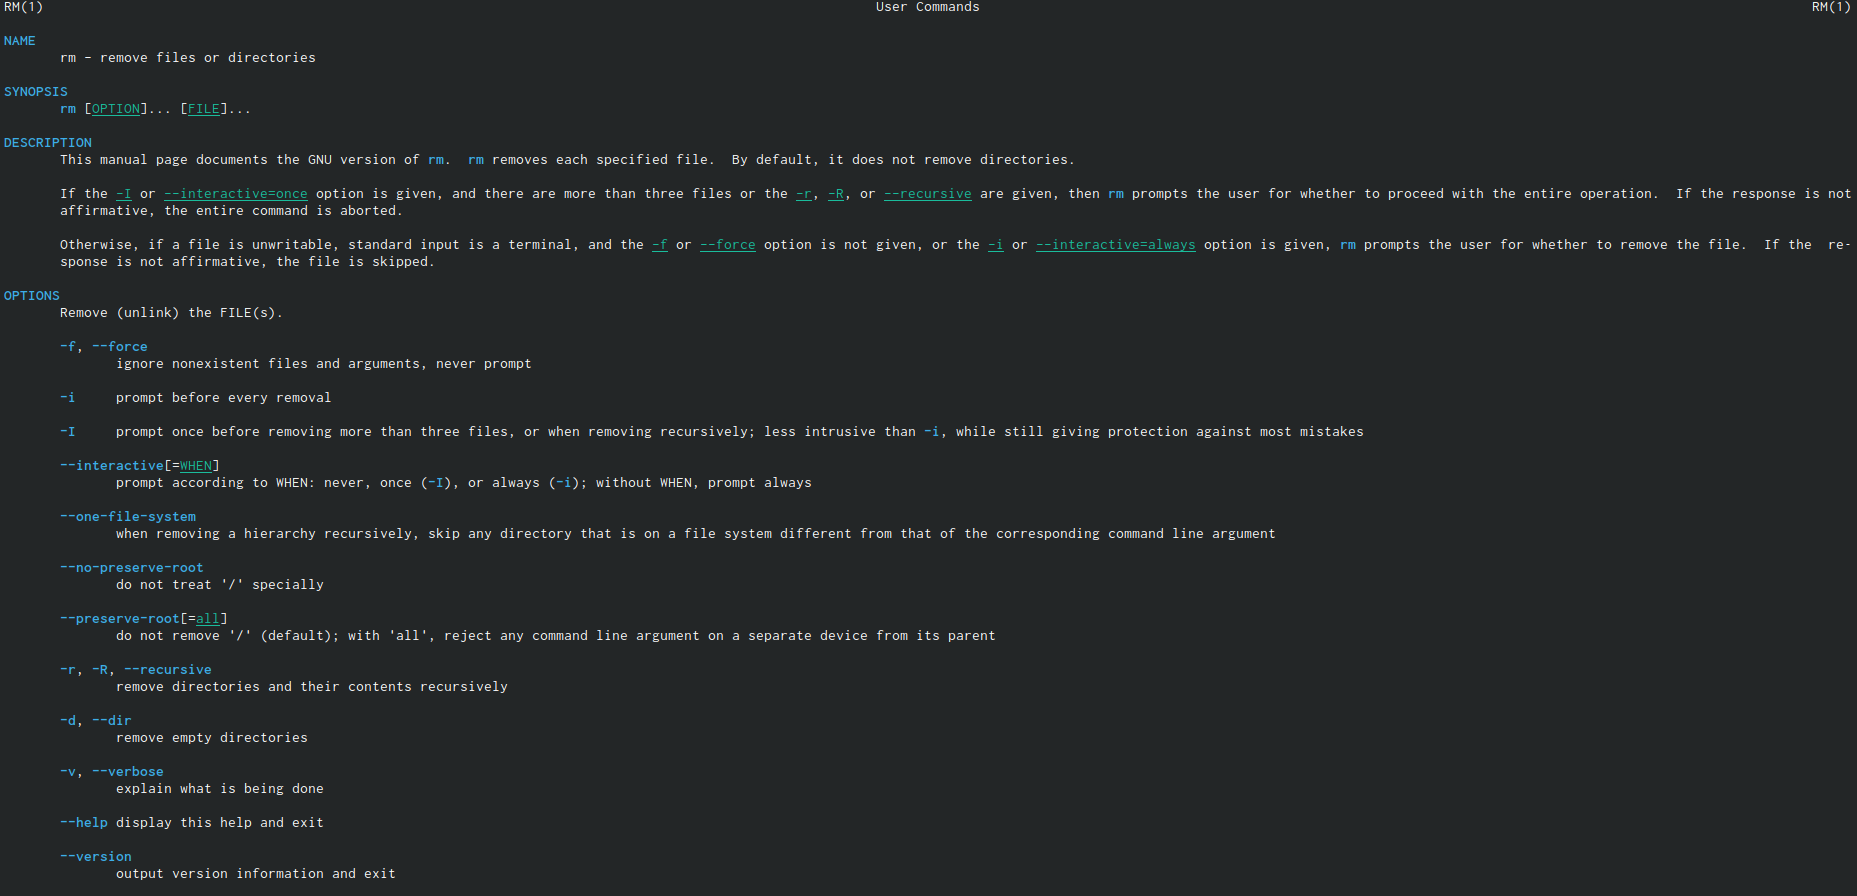 RM(1) User Commands RM(1)
NAME
rm - remove files or directories
SYNOPSIS
rm [OPTION]... [FILE]...
DESCRIPTION
This manual page documents the GNU version of rm.  rm removes each specified file.  By default, it does not remove directories.
If the -I or --interactive=once option is given, and there are more than three files or the -r, -R, or --recursive are given, then rm prompts the user for whether to proceed with the entire operation.  If the response is not
affirmative, the entire command is aborted.
Otherwise, if a file is unwritable, standard input is a terminal, and the -f or --force option is not given, or the -i or --interactive=always option is given, rm prompts the user for whether to remove the file.  If the  re-
sponse is not affirmative, the file is skipped.
OPTIONS
Remove (unlink) the FILE(s).
-f, --force
ignore nonexistent files and arguments, never prompt
-i prompt before every removal
-I prompt once before removing more than three files, or when removing recursively; less intrusive than -i, while still giving protection against most mistakes
--interactive[=WHEN]
prompt according to WHEN: never, once (-I), or always (-i); without WHEN, prompt always
--one-file-system
when removing a hierarchy recursively, skip any directory that is on a file system different from that of the corresponding command line argument
--no-preserve-root
do not treat '/' specially
--preserve-root[=all]
do not remove '/' (default); with 'all', reject any command line argument on a separate device from its parent
-r, -R, --recursive
remove directories and their contents recursively
-d, --dir
remove empty directories
-v, --verbose
explain what is being done
--help display this help and exit
--version
output version information and exit